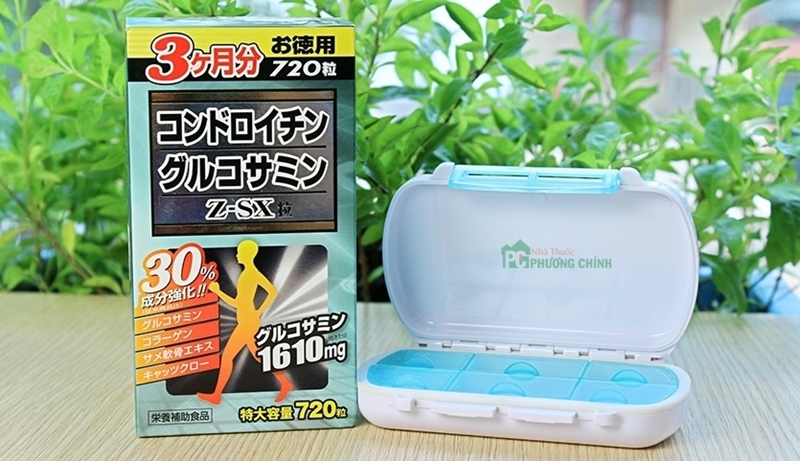 3ヶ月分
お徳用
720粒
コンドロイチン
グルコサミン
Z-SX 粒
30%
成分強化!!
グルコサミン
コラーゲン
サメ軟骨エキス
キャッツクロー
グルコサミン
1610mg
栄養補助食品
特大容量 720粒
PC
Nhà Thuốc
PHƯƠNG CHÍNH